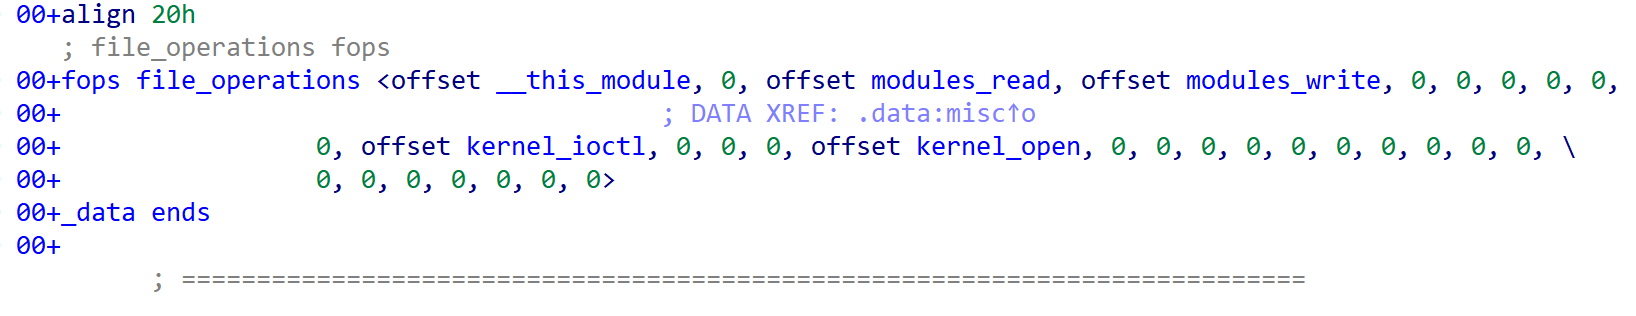 00+align 20h
; file_operations fops
00+fops file_operations <offset __this_module, 0, offset modules_read, offset modules_write, 0, 0, 0, 0, 0,
00+ ; DATA XREF: .data:misc↑o
00+ 0, offset kernel_ioctl, 0, 0, 0, offset kernel_open, 0, 0, 0, 0, 0, 0, 0, 0, 0, 0, \
00+ 0, 0, 0, 0, 0, 0, 0>
00+_data ends
00+
; ===========================================================================